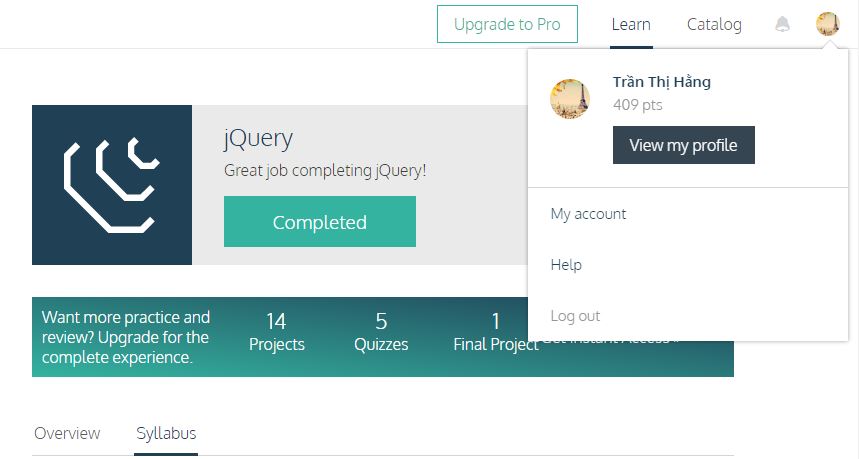 Upgrade to Pro
Learn
Catalog
Trần Thị Hằng
409 pts
View my profile
My account
Help
Log out
jQuery
Great job completing jQuery!
Completed
Want more practice and
review? Upgrade for the
complete experience.
14
Projects
5
Quizzes
1
Final Project
Get Instant Access
Overview
Syllabus